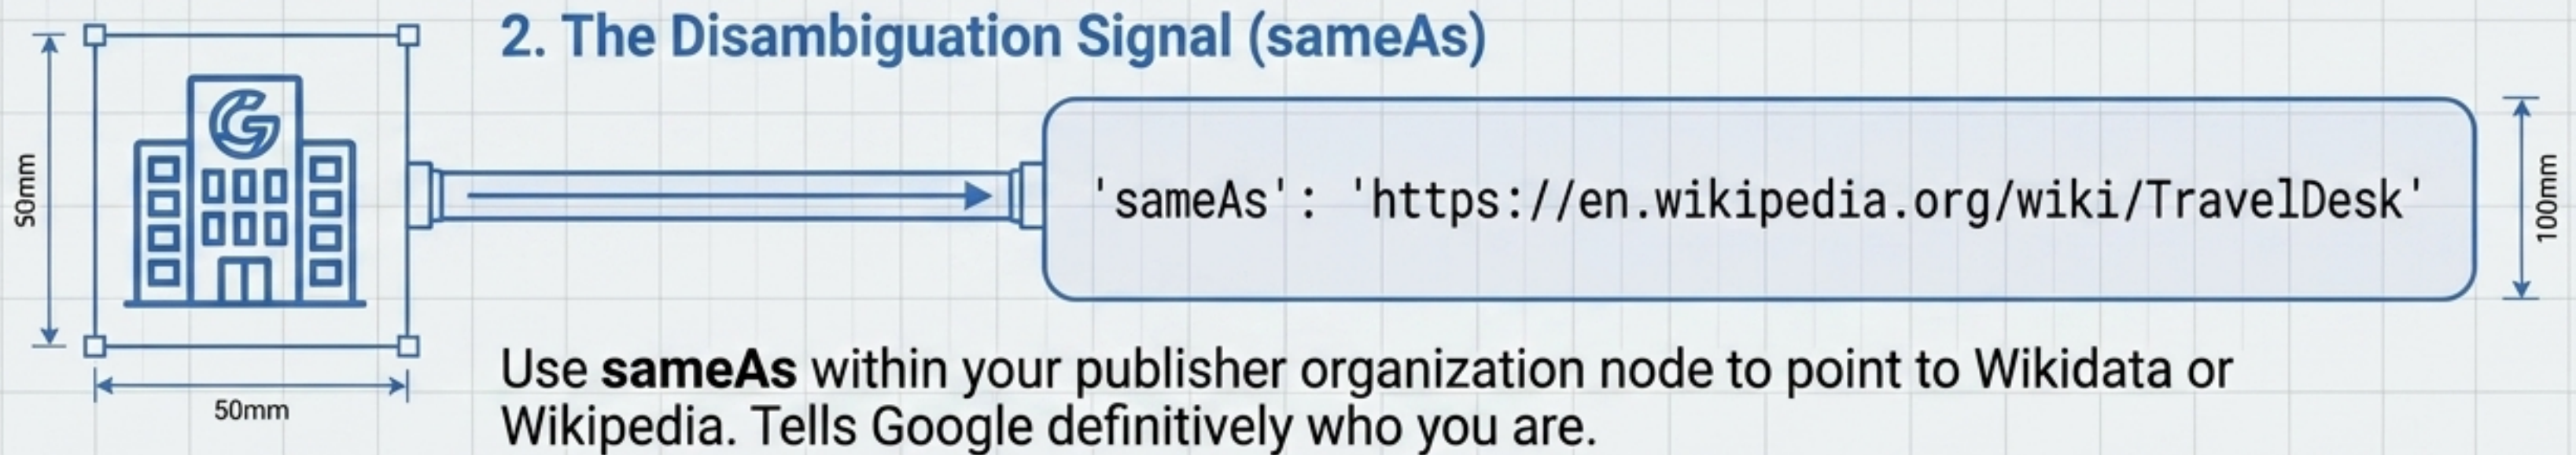 2. The Disambiguation Signal (sameAs)
50mm
G
'sameAs': 'https://en.wikipedia.org/wiki/TravelDesk'
100mm
50mm
Use sameAs within your publisher organization node to point to Wikidata or
Wikipedia. Tells Google definitively who you are.